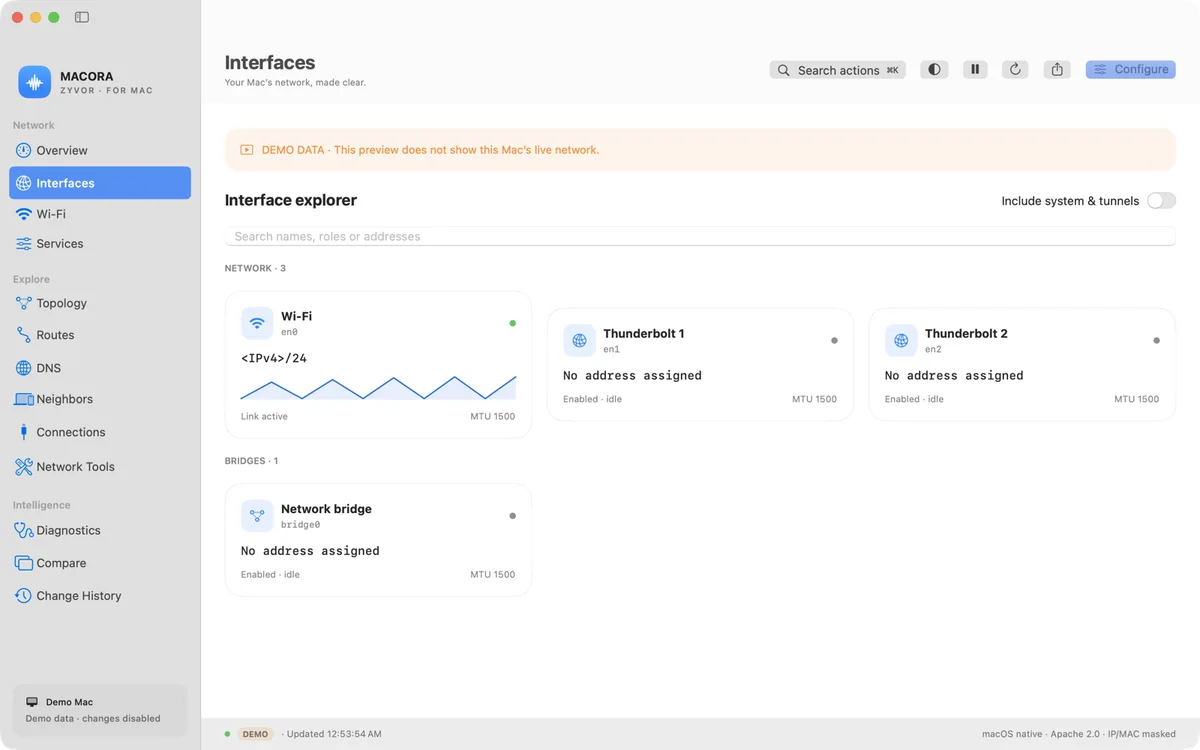 MACORA
ZYVOR · FOR MAC
Network
Overview
Interfaces
Wi-Fi
Services
Explore
Topology
Routes
DNS
Neighbors
Connections
Network Tools
Intelligence
Diagnostics
Compare
Change History
Demo Mac
Demo data · changes disabled
Interfaces
Your Mac's network, made clear.
Search actions ⌘K
Configure
DEMO DATA · This preview does not show this Mac's live network.
Interface explorer
Include system & tunnels
Search names, roles or addresses
NETWORK · 3
Wi-Fi
en0
<IPv4>/24
Link active
MTU 1500
Thunderbolt 1
en1
No address assigned
Enabled · idle
MTU 1500
Thunderbolt 2
en2
No address assigned
Enabled · idle
MTU 1500
BRIDGES · 1
Network bridge
bridge0
No address assigned
Enabled · idle
MTU 1500
DEMO · Updated 12:53:54 AM
macOS native · Apache 2.0 · IP/MAC masked